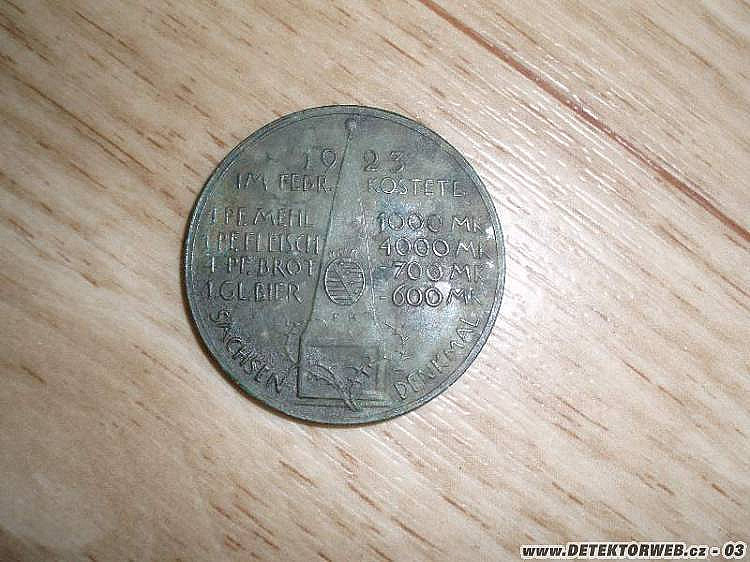 1923
IM FEBR. KOSTETE
1 PF.MEHL -1000 MK
1 PF.FLEISCH -4000 MK
1 PF.BROT -700 MK
1.GL.BIER -600 MK
SACHSEN DENKMAL
www.DETEKTORWEB.cz - 03